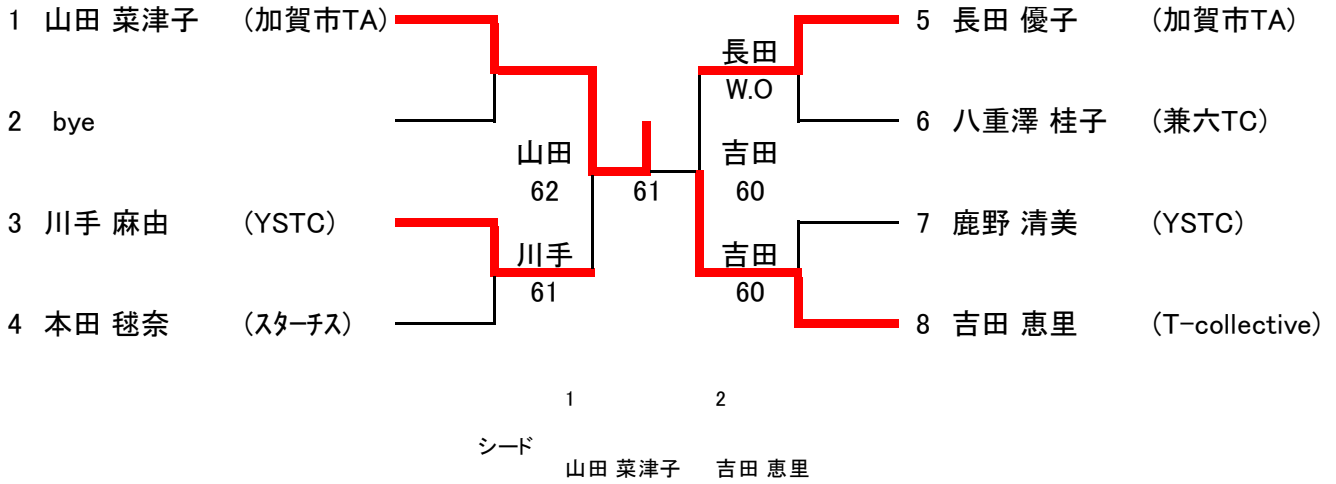 1 山田 菜津子 (加賀市TA)
5 長田 優子 (加賀市TA)
長田
W.O
2 bye
6 八重澤 桂子 (兼六TC)
山田
吉田
62
61
60
3 川手 麻由 (YSTC)
7 鹿野 清美 (YSTC)
川手
吉田
61
60
4 本田 毬奈 (スターチス)
8 吉田 恵里 (T-collective)
1 2
シード
山田 菜津子 吉田 恵里